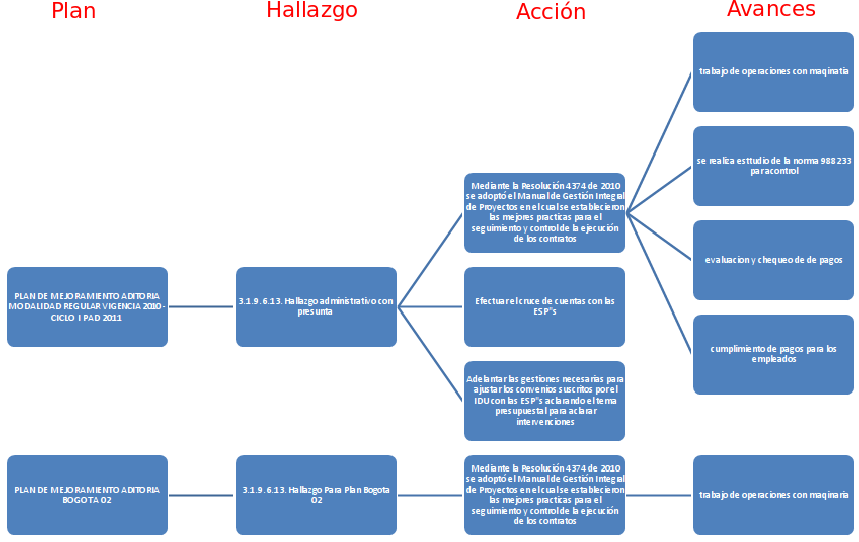 Plan
Hallazgo
Acción
Avances
trabajo de operaciones con maqinatia
se realiza esttudio de lla norma 988233
para control
evaluacion y chequeo de de pagos
cumplimiento de pagos para los
empleaclos
Mediante la Resolución 4374 de 2010
se adoptó el Manual de Gestión Integral
de Proyectos en el cual se establecieron
las mejores practicas para el
seguimiento y control de la ejecución
de los contratos
Efectuar el cruce de cuentas con las
ESP"s
Adelantar las gestiones necesarias para
ajustar los convenios suscritos por el
IDU con las ESP"s aclarando el tema
presupuestal para aclarar
intervenciones
3.1.9.6.13. Hallazgo administrativo con
presunta
PLAN DE MEJORAMIENTO ADITORIA
MODALIDAD REGULAR VIGENCIA 2010 -
CICLO I PAD 2011
PLAN DE MEJORAMIENTO ADITORIA
BOGOTA 02
3.1.9.6.13. Hallazgo Para Plan Bogota
02
Mediante la Resolución 4374 de 2010
se adoptó el Manual de Gestión Integral
de Proyectos en el cual se establecieron
las mejores practicas para el
seguimiento y control de la ejecución
de los contratos
trabajo de operaciones con maqinaria